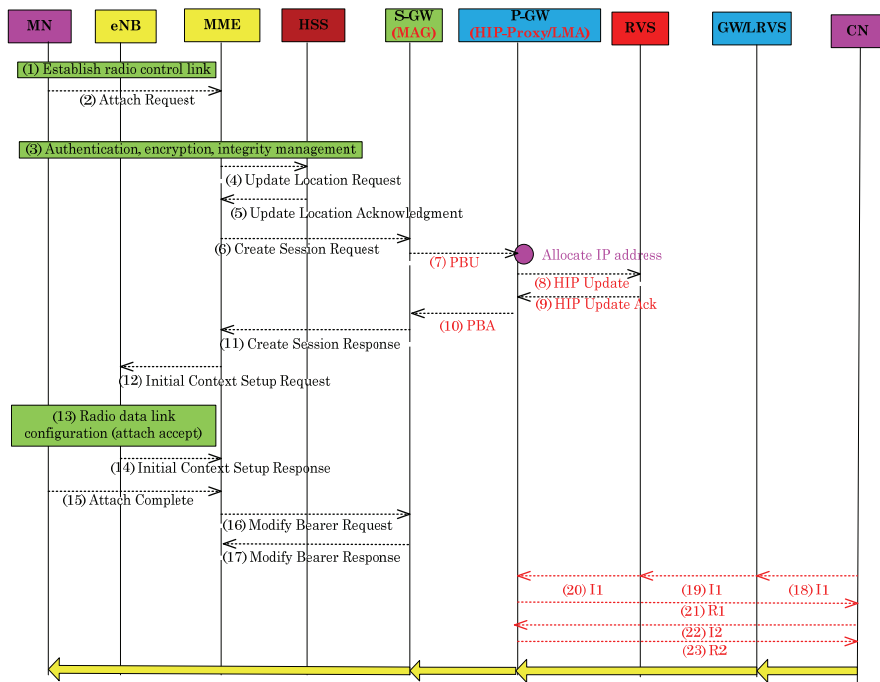 MN
eNB
MME
HSS
S-GW
(MAG)
P-GW
(HIP-Proxy/LMA)
RVS
GW/LRVS
CN
(1) Establish radio control link
(2) Attach Request
(3) Authentication, encryption, integrity management
(4) Update Location Request
(5) Update Location Acknowledgment
(6) Create Session Request
(7) PBU
Allocate IP address
(8) HIP Update
(9) HIP Update Ack
(10) PBA
(11) Create Session Response
(12) Initial Context Setup Request
(13) Radio data link
configuration (attach accept)
(14) Initial Context Setup Response
(15) Attach Complete
(16) Modify Bearer Request
(17) Modify Bearer Response
(20) I1
(19) I1
(18) I1
(21) R1
(22) I2
(23) R2